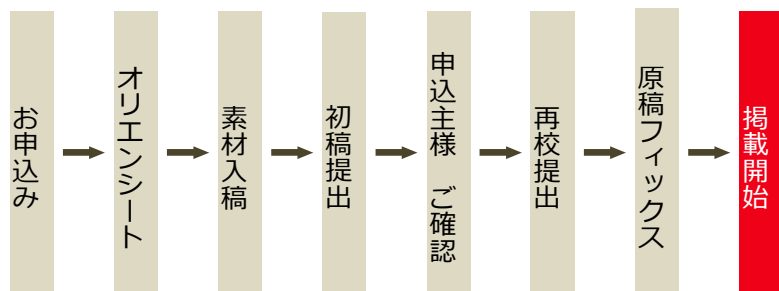 お申込み
オリエンシート
素材入稿
初稿提出
申込主様　ご確認
再校提出
原稿フィックス
掲載開始